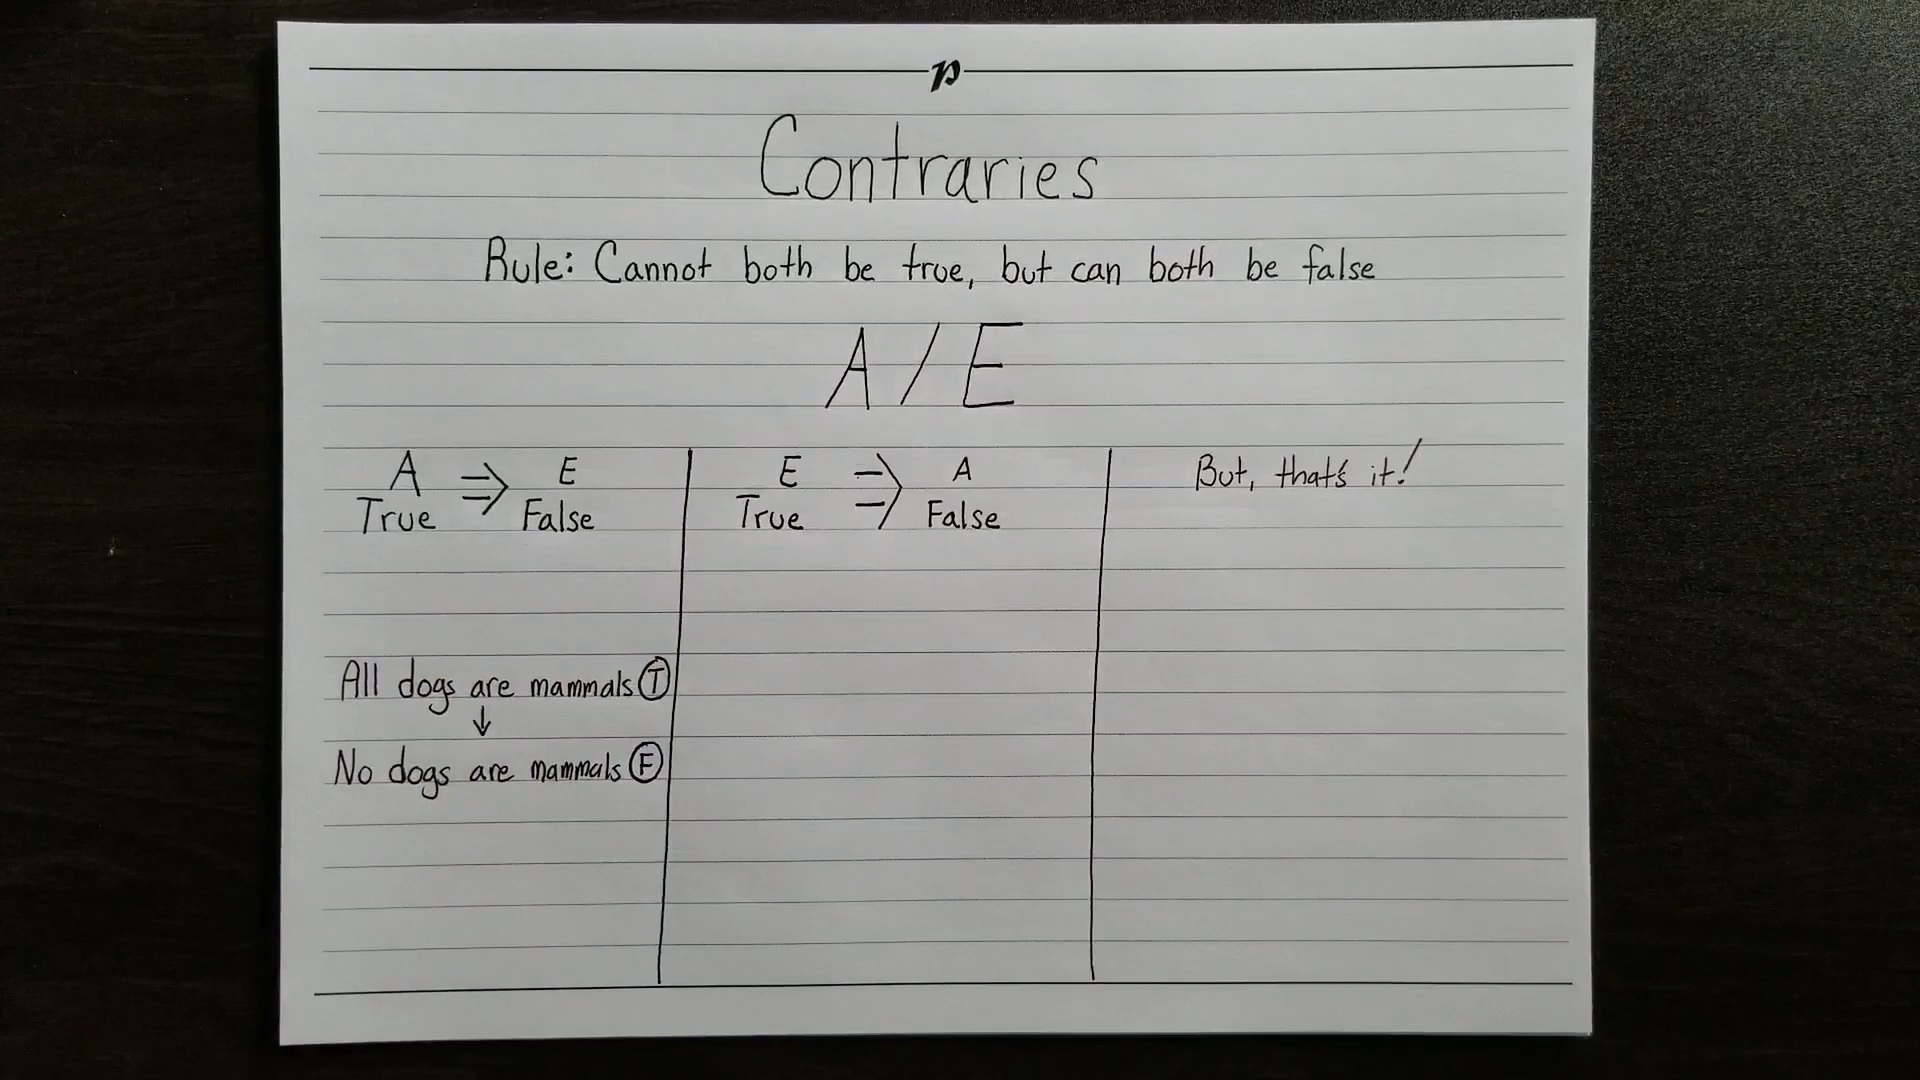 p
Contraries
Rule: Cannot both be true, but can both be false
A / E
A ⇒ E
True False
E ⇒ A
True False
But, that's it!
All dogs are mammals Ⓣ
↓
No dogs are mammals Ⓕ